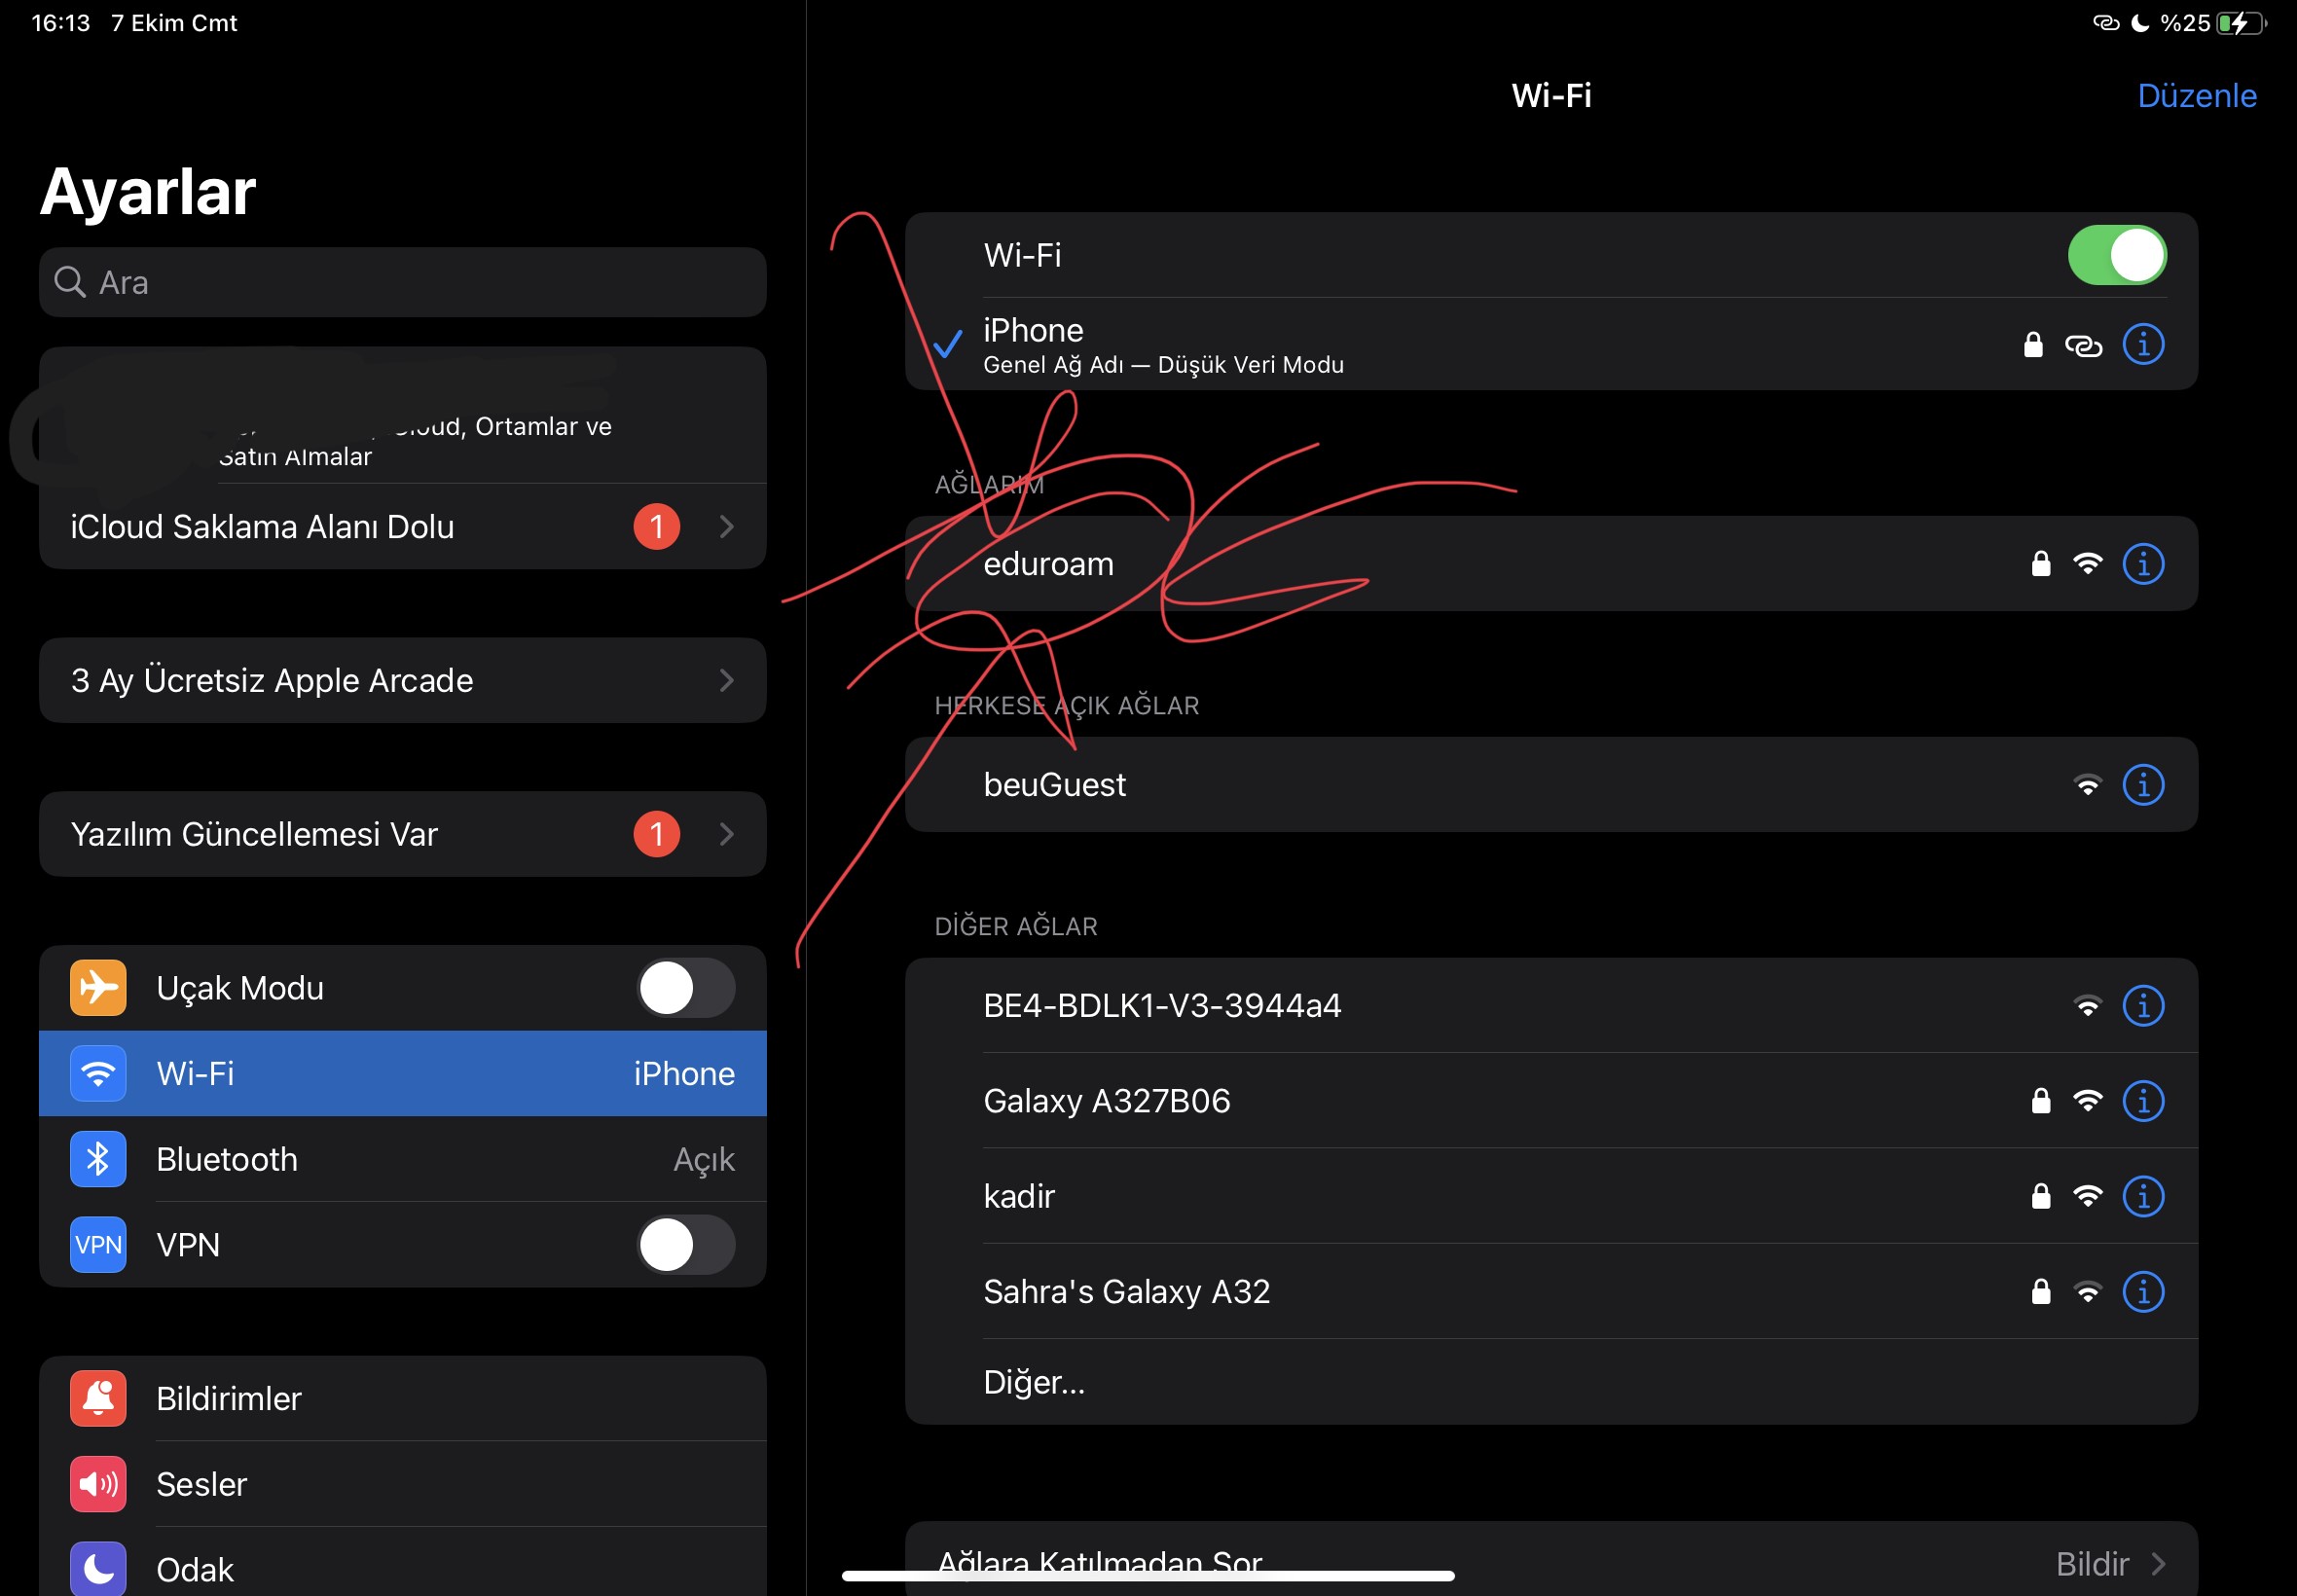 16:13 7 Ekim Cmt
%25
Ayarlar
Ara
Cloud, Ortamlar ve
Satın Almalar
iCloud Saklama Alanı Dolu 1
3 Ay Ücretsiz Apple Arcade
Yazılım Güncellemesi Var 1
Uçak Modu
Wi-Fi iPhone
Bluetooth Açık
VPN VPN
Bildirimler
Sesler
Odak
Wi-Fi
Düzenle
Wi-Fi
iPhone
Genel Ağ Adı — Düşük Veri Modu
AĞLARIM
eduroam
HERKESE AÇIK AĞLAR
beuGuest
DİĞER AĞLAR
BE4-BDLK1-V3-3944a4
Galaxy A327B06
kadir
Sahra's Galaxy A32
Diğer...
Ağlara Katılmadan Sor Bildir